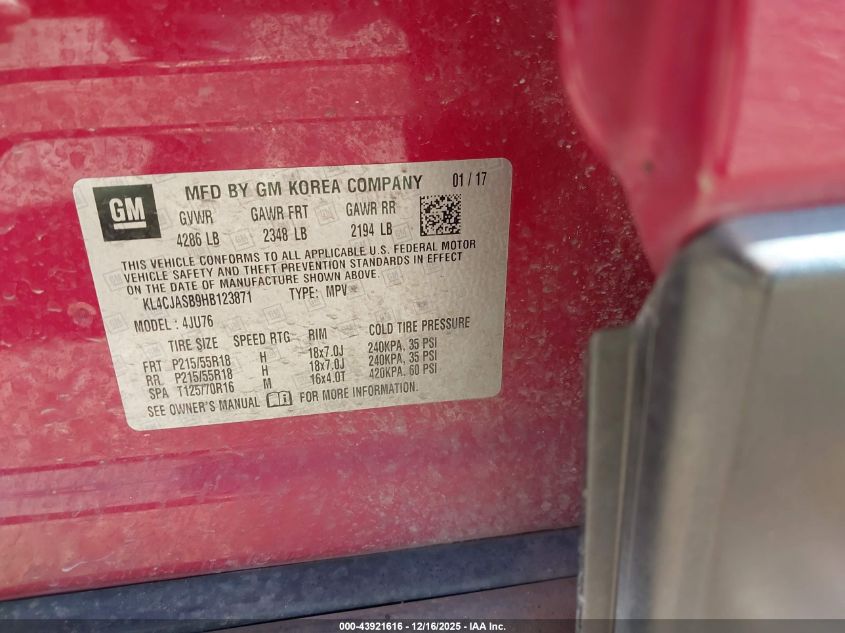 GM
MFD BY GM KOREA COMPANY 01 / 17
GVWR GAWR FRT GAWR RR
4286 LB 2348 LB 2194 LB
THIS VEHICLE CONFORMS TO ALL APPLICABLE U.S. FEDERAL MOTOR
VEHICLE SAFETY AND THEFT PREVENTION STANDARDS IN EFFECT
ON THE DATE OF MANUFACTURE SHOWN ABOVE.
KL4CJASB9HB123871 TYPE: MPV
MODEL : 4JU76
TIRE SIZE SPEED RTG RIM COLD TIRE PRESSURE
FRT P215/55R18 H 18x7.0J 240KPA, 35 PSI
RR P215/55R18 H 18x7.0J 240KPA, 35 PSI
SPA T125/70R16 M 16x4.0T 420KPA, 60 PSI
SEE OWNER'S MANUAL FOR MORE INFORMATION.
000-43921616 - 12/16/2025 - IAA Inc.